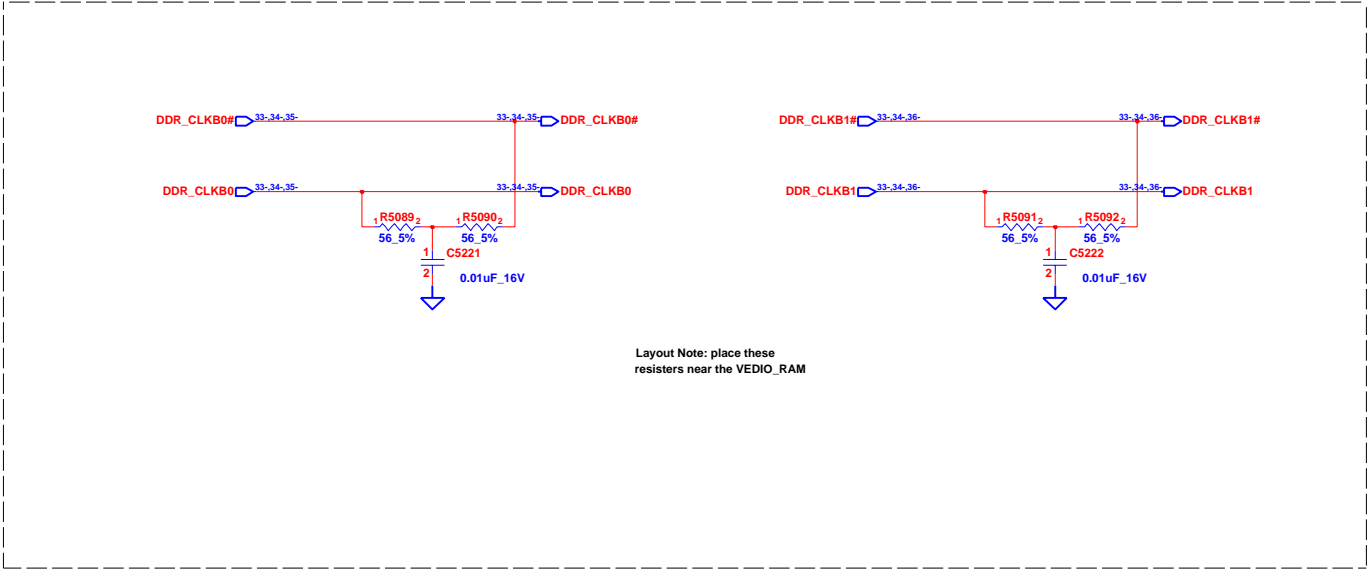 DDR_CLKB0# 33-,34-,35- 33-,34-,35- DDR_CLKB0#
DDR_CLKB0 33-,34-,35- 33-,34-,35- DDR_CLKB0
1 R5089 2 1 R5090 2
56_5% 56_5%
1 C5221
2
0.01uF_16V
DDR_CLKB1# 33-,34-,36- 33-,34-,36- DDR_CLKB1#
DDR_CLKB1 33-,34-,36- 33-,34-,36- DDR_CLKB1
1 R5091 2 1 R5092 2
56_5% 56_5%
1 C5222
2
0.01uF_16V
Layout Note: place these
resisters near the VEDIO_RAM